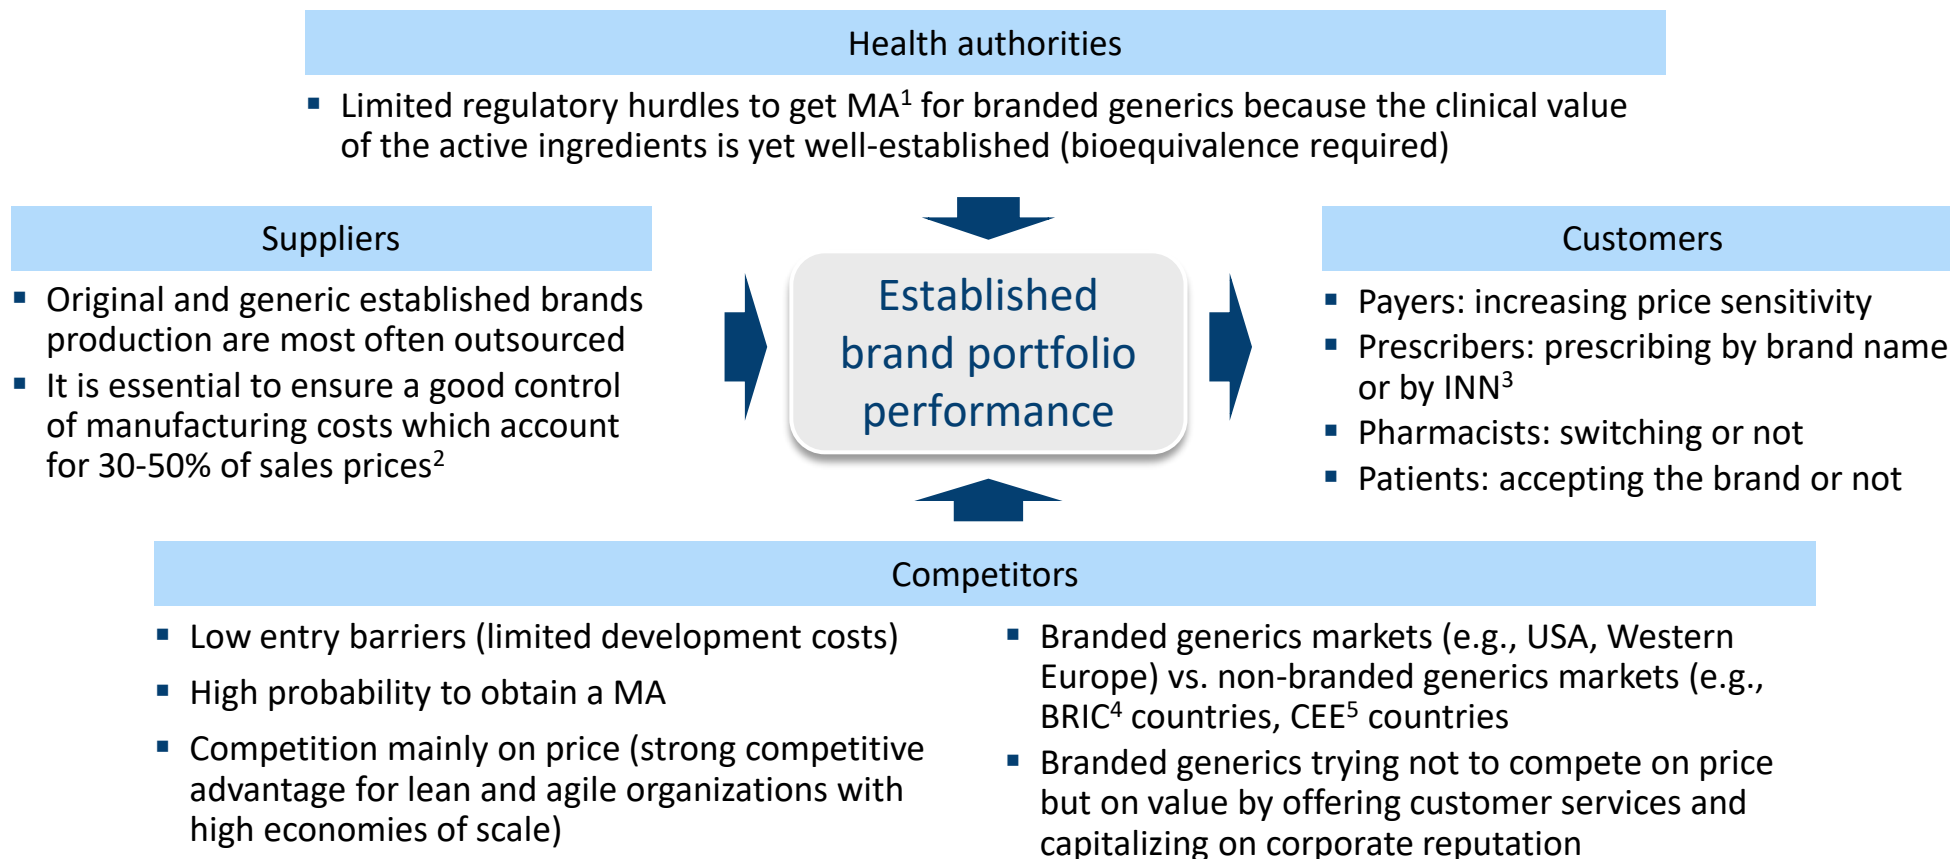 Health authorities
▪ Limited regulatory hurdles to get MA¹ for branded generics because the clinical value
of the active ingredients is yet well-established (bioequivalence required)
Suppliers
▪ Original and generic established brands
production are most often outsourced
▪ It is essential to ensure a good control
of manufacturing costs which account
for 30-50% of sales prices²
Established
brand portfolio
performance
Customers
▪ Payers: increasing price sensitivity
▪ Prescribers: prescribing by brand name
or by INN³
▪ Pharmacists: switching or not
▪ Patients: accepting the brand or not
Competitors
▪ Low entry barriers (limited development costs)
▪ High probability to obtain a MA
▪ Competition mainly on price (strong competitive
advantage for lean and agile organizations with
high economies of scale)
▪ Branded generics markets (e.g., USA, Western
Europe) vs. non-branded generics markets (e.g.,
BRIC⁴ countries, CEE⁵ countries
▪ Branded generics trying not to compete on price
but on value by offering customer services and
capitalizing on corporate reputation